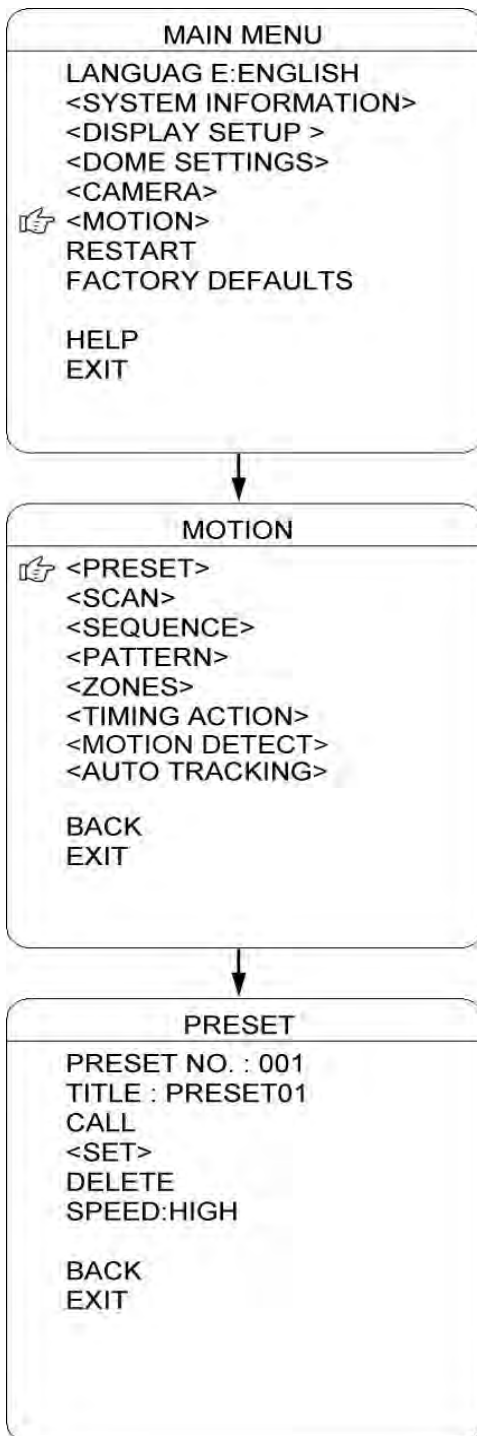 MAIN MENU
LANGUAG E:ENGLISH
<SYSTEM INFORMATION>
<DISPLAY SETUP >
<DOME SETTINGS>
<CAMERA>
<MOTION>
RESTART
FACTORY DEFAULTS
HELP
EXIT
MOTION
<PRESET>
<SCAN>
<SEQUENCE>
<PATTERN>
<ZONES>
<TIMING ACTION>
<MOTION DETECT>
<AUTO TRACKING>
BACK
EXIT
PRESET
PRESET NO. : 001
TITLE : PRESET01
CALL
<SET>
DELETE
SPEED:HIGH
BACK
EXIT